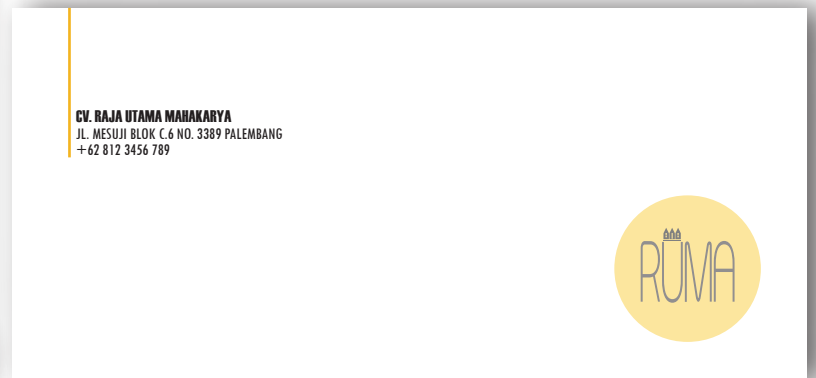 CV. RAJA UTAMA MAHAKARYA
JL. MESUJI BLOK C.6 NO. 3389 PALEMBANG
+62 812 3456 789
RUMA